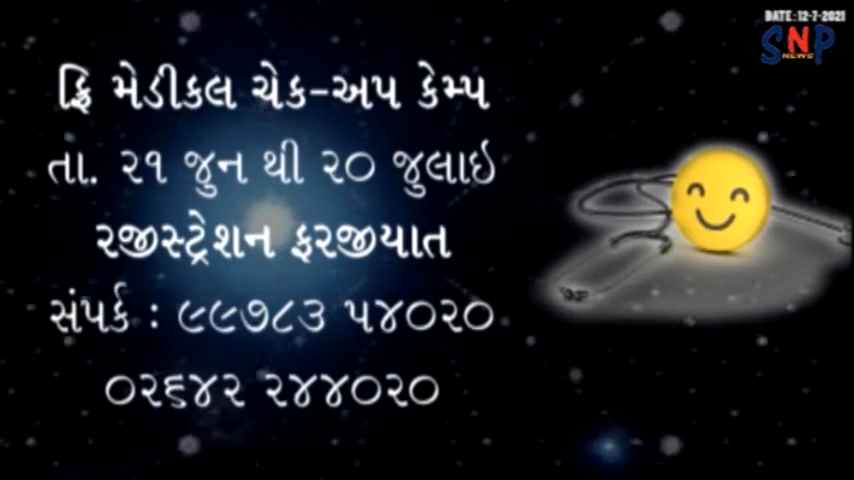 DATE : 12-7-2021
SNP
NEWS
ફ્રિ મેડીકલ ચેક-અપ કેમ્પ
તા. ૨૧ જુન થી ૨૦ જુલાઇ
રજીસ્ટ્રેશન ફરજીયાત
સંપર્ક : ૯૯૭૮૩ ૫૪૦૨૦
૦૨૬૪૨ ૨૪૪૦૨૦